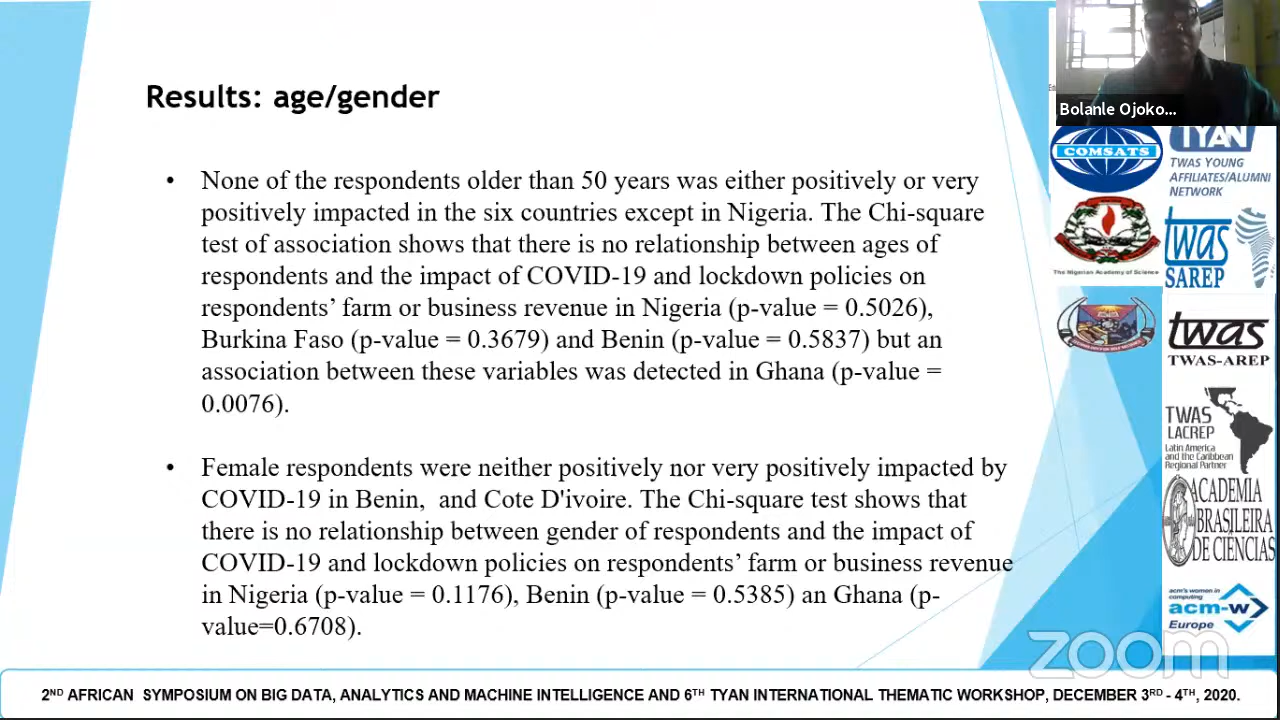 Results: age/gender
• None of the respondents older than 50 years was either positively or very
positively impacted in the six countries except in Nigeria. The Chi-square
test of association shows that there is no relationship between ages of
respondents and the impact of COVID-19 and lockdown policies on
respondents’ farm or business revenue in Nigeria (p-value = 0.5026),
Burkina Faso (p-value = 0.3679) and Benin (p-value = 0.5837) but an
association between these variables was detected in Ghana (p-value =
0.0076).
• Female respondents were neither positively nor very positively impacted by
COVID-19 in Benin,  and Cote D'ivoire. The Chi-square test shows that
there is no relationship between gender of respondents and the impact of
COVID-19 and lockdown policies on respondents’ farm or business revenue
in Nigeria (p-value = 0.1176), Benin (p-value = 0.5385) an Ghana (p-
value=0.6708).
Bolanle Ojoko...
COMSATS
TYAN
TWAS YOUNG
AFFILIATES/ALUMNI
NETWORK
The Nigerian Academy of Science
twas
SAREP
twas
TWAS-AREP
TWAS
LACREP
Latin America
and the Caribbean
Regional Partner
ACADEMIA
BRASILEIRA
DE CIENCIAS
acm's women in
computing
acm-w
Europe
zoom
2ND AFRICAN SYMPOSIUM ON BIG DATA, ANALYTICS AND MACHINE INTELLIGENCE AND 6TH TYAN INTERNATIONAL THEMATIC WORKSHOP, DECEMBER 3RD - 4TH, 2020.